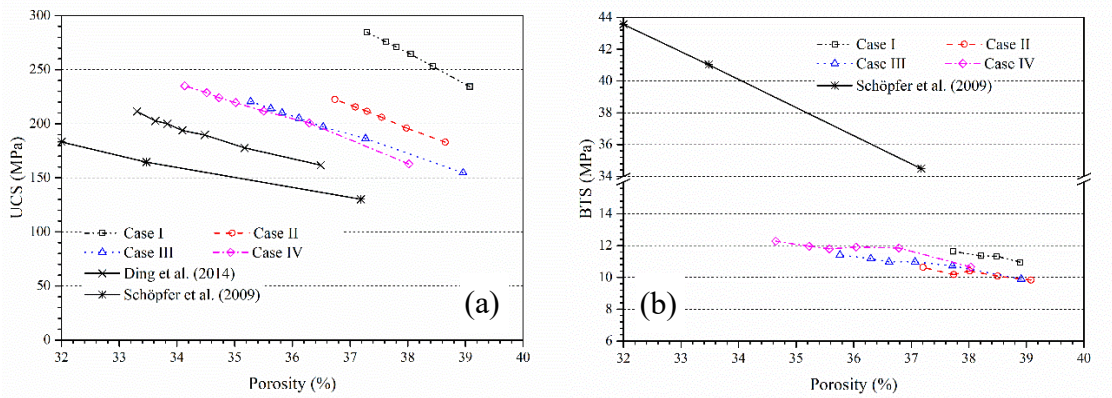 300
250
200
150
100
50
0
UCS (MPa)
Case I
Case II
Case III
Case IV
Ding et al. (2014)
Schöpfer et al. (2009)
(a)
32 33 34 35 36 37 38 39 40
Porosity (%)
44
42
40
38
36
34
12
10
8
6
BTS (MPa)
Case I
Case II
Case III
Case IV
Schöpfer et al. (2009)
(b)
32 33 34 35 36 37 38 39 40
Porosity (%)